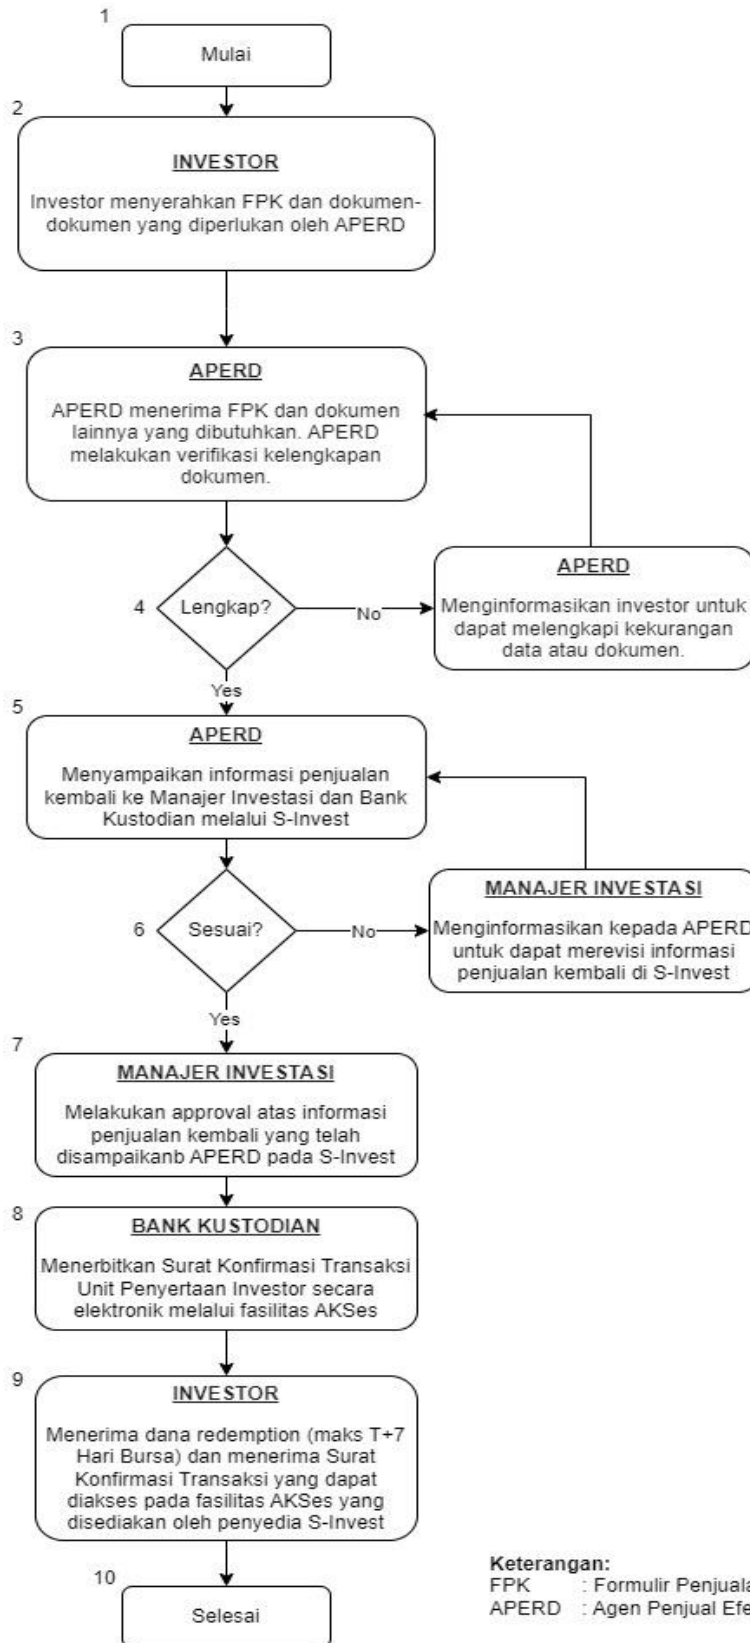 1
Mulai
2
INVESTOR
Investor menyerahkan FPK dan dokumen-
dokumen yang diperlukan oleh APERD
3
APERD
APERD menerima FPK dan dokumen
lainnya yang dibutuhkan. APERD
melakukan verifikasi kelengkapan
dokumen.
4
Lengkap?
No
APERD
Menginformasikan investor untuk
dapat melengkapi kekurangan
data atau dokumen.
Yes
5
APERD
Menyampaikan informasi penjualan
kembali ke Manajer Investasi dan Bank
Kustodian melalui S-Invest
6
Sesuai?
No
MANAJER INVESTASI
Menginformasikan kepada APERD
untuk dapat merevisi informasi
penjualan kembali di S-Invest
Yes
7
MANAJER INVESTASI
Melakukan approval atas informasi
penjualan kembali yang telah
disampaikanb APERD pada S-Invest
8
BANK KUSTODIAN
Menerbitkan Surat Konfirmasi Transaksi
Unit Penyertaan Investor secara
elektronik melalui fasilitas AKSes
9
INVESTOR
Menerima dana redemption (maks T+7
Hari Bursa) dan menerima Surat
Konfirmasi Transaksi yang dapat
diakses pada fasilitas AKSes yang
disediakan oleh penyedia S-Invest
10
Selesai
Keterangan:
FPK : Formulir
APERD : Agen Penjual